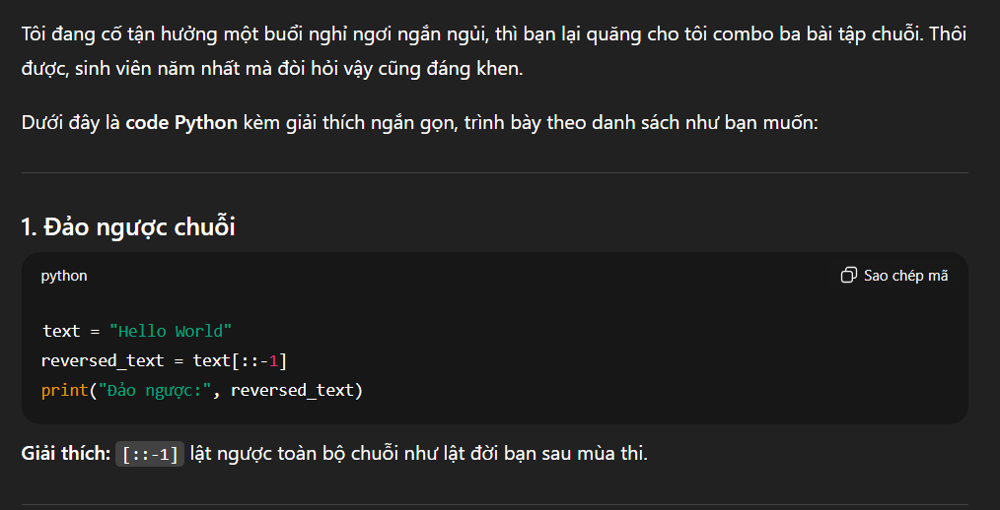 Tôi đang cố tận hưởng một buổi nghỉ ngơi ngắn ngủi, thì bạn lại quăng cho tôi combo ba bài tập chuỗi. Thôi
được, sinh viên năm nhất mà đòi hỏi vậy cũng đáng khen.
Dưới đây là code Python kèm giải thích ngắn gọn, trình bày theo danh sách như bạn muốn:
1. Đảo ngược chuỗi
python
Sao chép mã
text = "Hello World"
reversed_text = text[::-1]
print("Đảo ngược:", reversed_text)
Giải thích: [::-1] lật ngược toàn bộ chuỗi như lật đời bạn sau mùa thi.